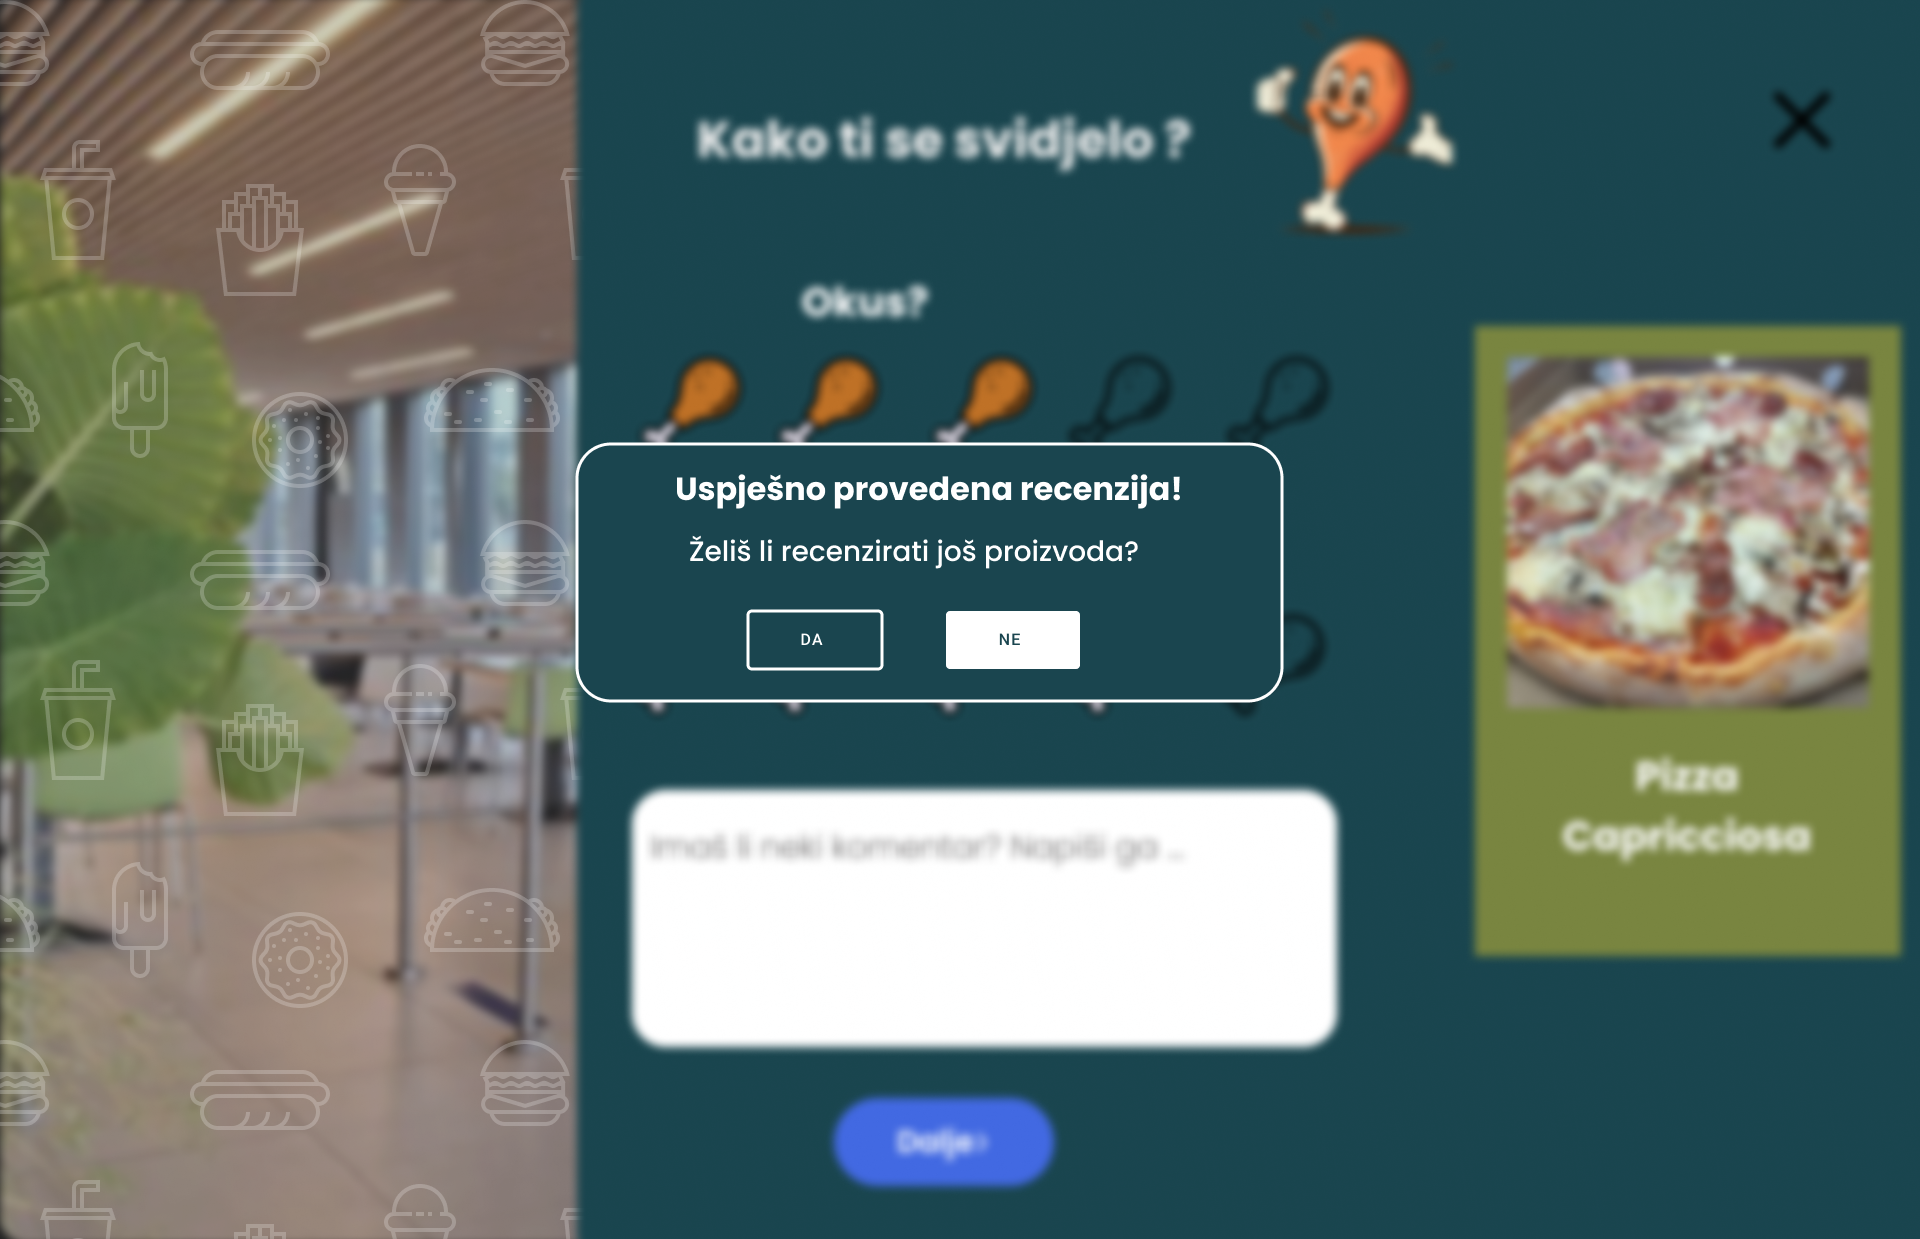 Kako ti se svidjelo ?
Okus?
Uspješno provedena recenzija!
Želiš li recenzirati još proizvoda?
DA
NE
Pizza
Capricciosa
Imaš li neki komentar? Napiši ga ...
Dalje>